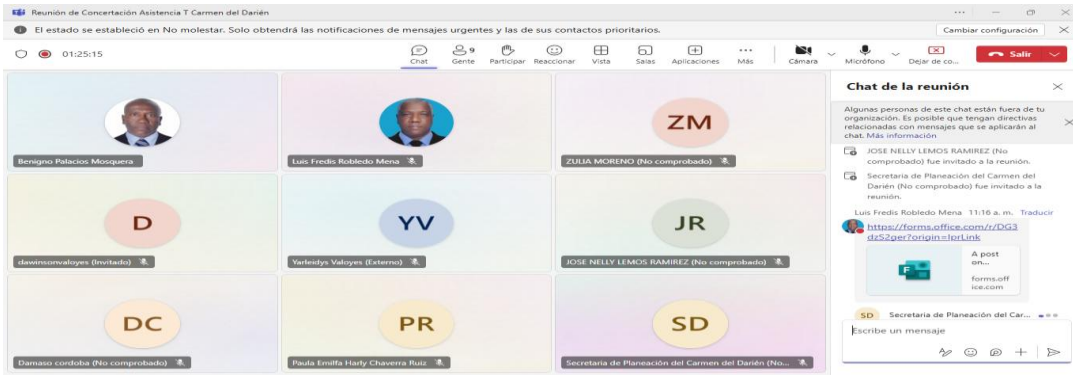 Reunión de Concertación Asistencia T Carmen del Darién
El estado se estableció en No molestar. Solo obtendrá las notificaciones de mensajes urgentes y las de sus contactos prioritarios.
Cambiar configuración
01:25:15
Chat
9
Gente
Participar
Reaccionar
Vista
Salas
Aplicaciones
Más
Cámara
Micrófono
Dejar de co...
Salir
Benigno Palacios Mosquera
Luis Fredis Robledo Mena
ZM
ZULIA MORENO (No comprobado)
D
dawinsonvaloyes (Invitado)
YV
Yarleidys Valoyes (Externo)
JR
JOSE NELLY LEMOS RAMIREZ (No comprobado)
DC
Damaso cordoba (No comprobado)
PR
Paula Emilfa Harly Chaverra Ruiz
SD
Secretaria de Planeación del Carmen del Darién (No...
Chat de la reunión
Algunas personas de este chat están fuera de tu
organización. Es posible que tengan directivas
relacionadas con mensajes que se aplicarán al
chat. Más información
JOSE NELLY LEMOS RAMIREZ (No
comprobado) fue invitado a la reunión.
Secretaria de Planeación del Carmen del
Darién (No comprobado) fue invitado a la
reunión.
Luis Fredis Robledo Mena 11:16 a. m. Traducir
https://forms.office.com/r/DG3
dzS2ger?origin=lprLink
A post
on...
forms.off
ice.com
SD Secretaria de Planeación del Car...
Escribe un mensaje